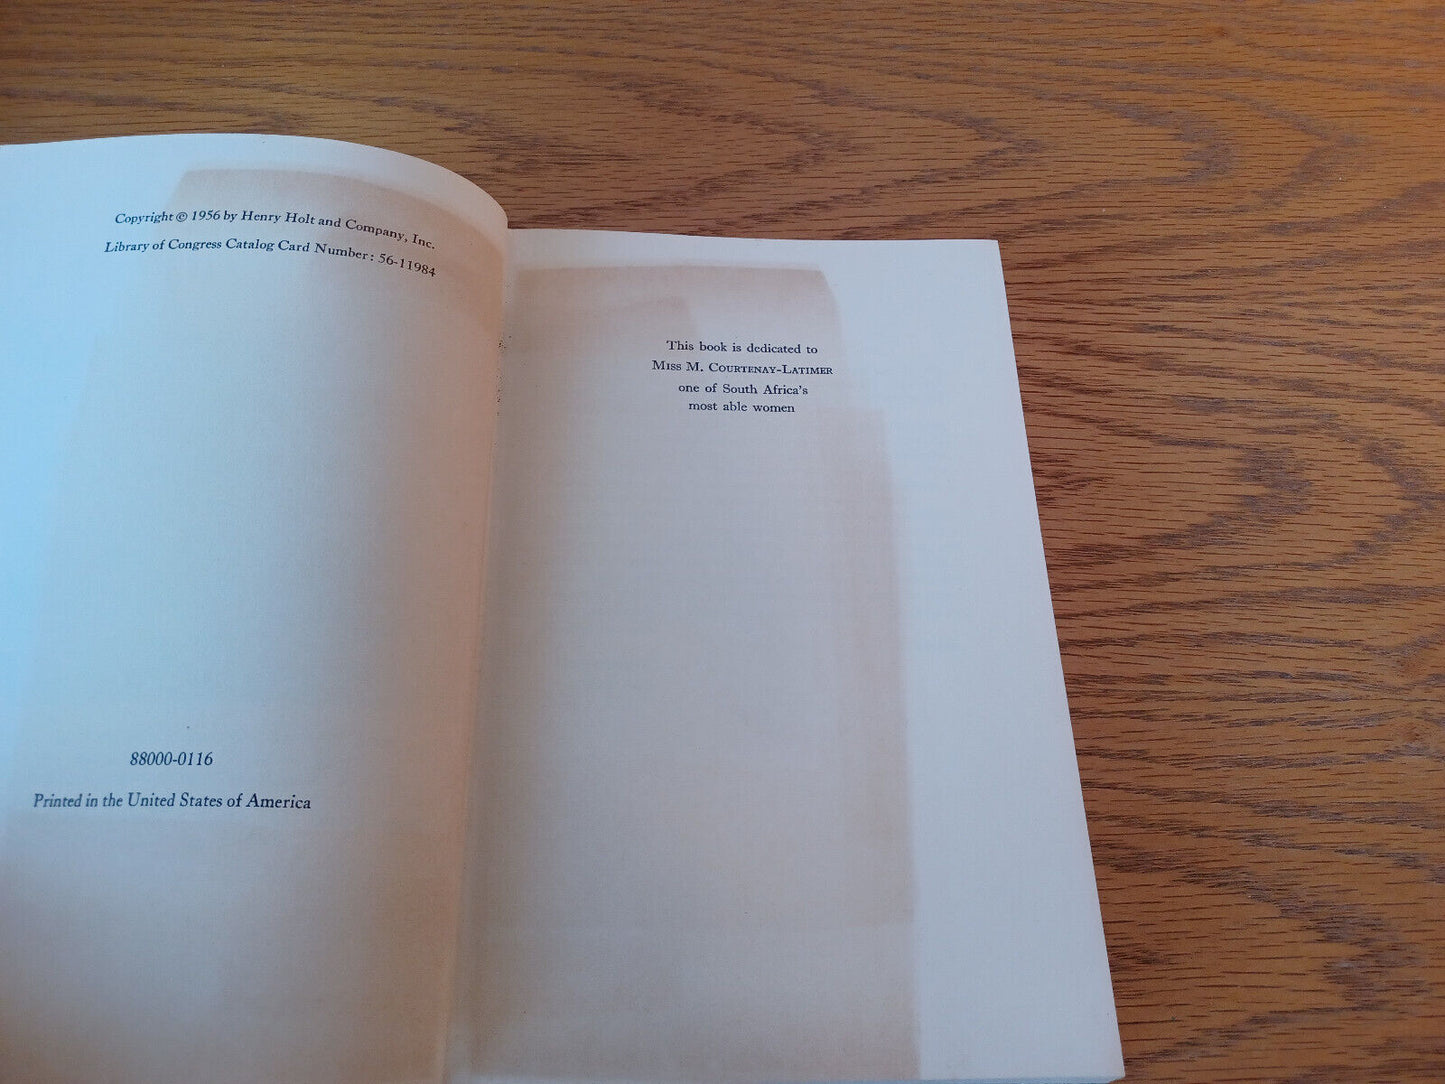 Copyright © 1956 by Henry Holt and Company, Inc.
Library of Congress Catalog Card Number: 56-11984
88000-0116
Printed in the United States of America
This book is dedicated to
Miss M. Courtenay-Latimer
one of South Africa's
most able women